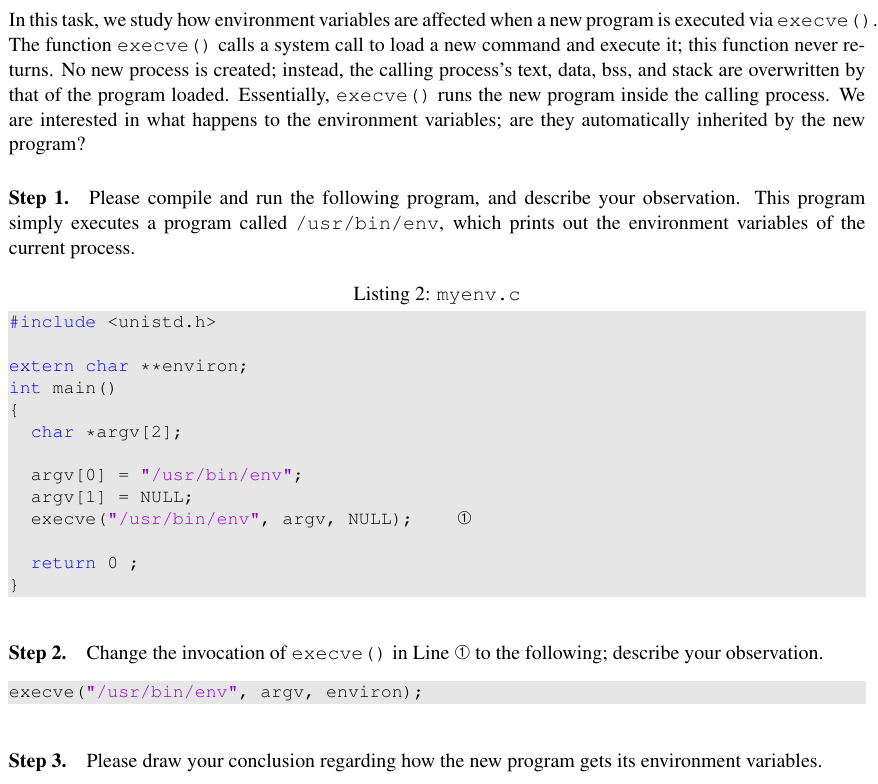 In this task, we study how environment variables are affected when a new program is executed via execve().
The function execve() calls a system call to load a new command and execute it; this function never re-
turns. No new process is created; instead, the calling process's text, data, bss, and stack are overwritten by
that of the program loaded. Essentially, execve() runs the new program inside the calling process. We
are interested in what happens to the environment variables; are they automatically inherited by the new
program?
Step 1. Please compile and run the following program, and describe your observation. This program
simply executes a program called /usr/bin/env, which prints out the environment variables of the
current process.
Listing 2: myenv.c
#include <unistd.h>
extern char **environ;
int main()
{
char *argv[2];
argv[0] = "/usr/bin/env";
argv[1] = NULL;
execve("/usr/bin/env", argv, NULL); ①
return 0 ;
}
Step 2. Change the invocation of execve() in Line ① to the following; describe your observation.
execve("/usr/bin/env", argv, environ);
Step 3. Please draw your conclusion regarding how the new program gets its environment variables.